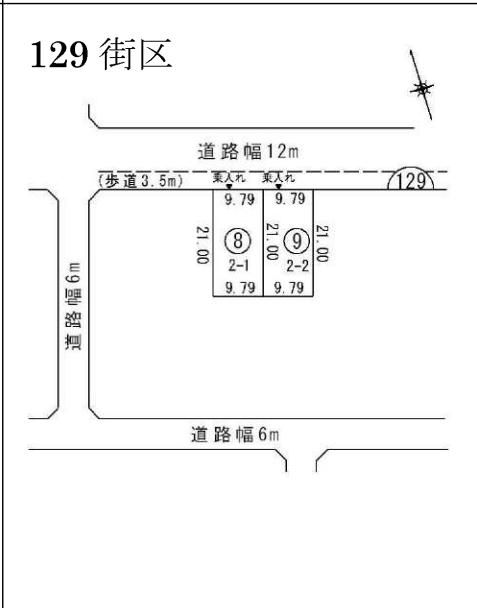 129 街区
道路幅12m
(歩道3.5m)
乗入れ 乗入れ
129
9.79 9.79
21.00 ⑧ 21.00 ⑨ 21.00
2-1 2-2
9.79 9.79
道路幅6m
道路幅6m